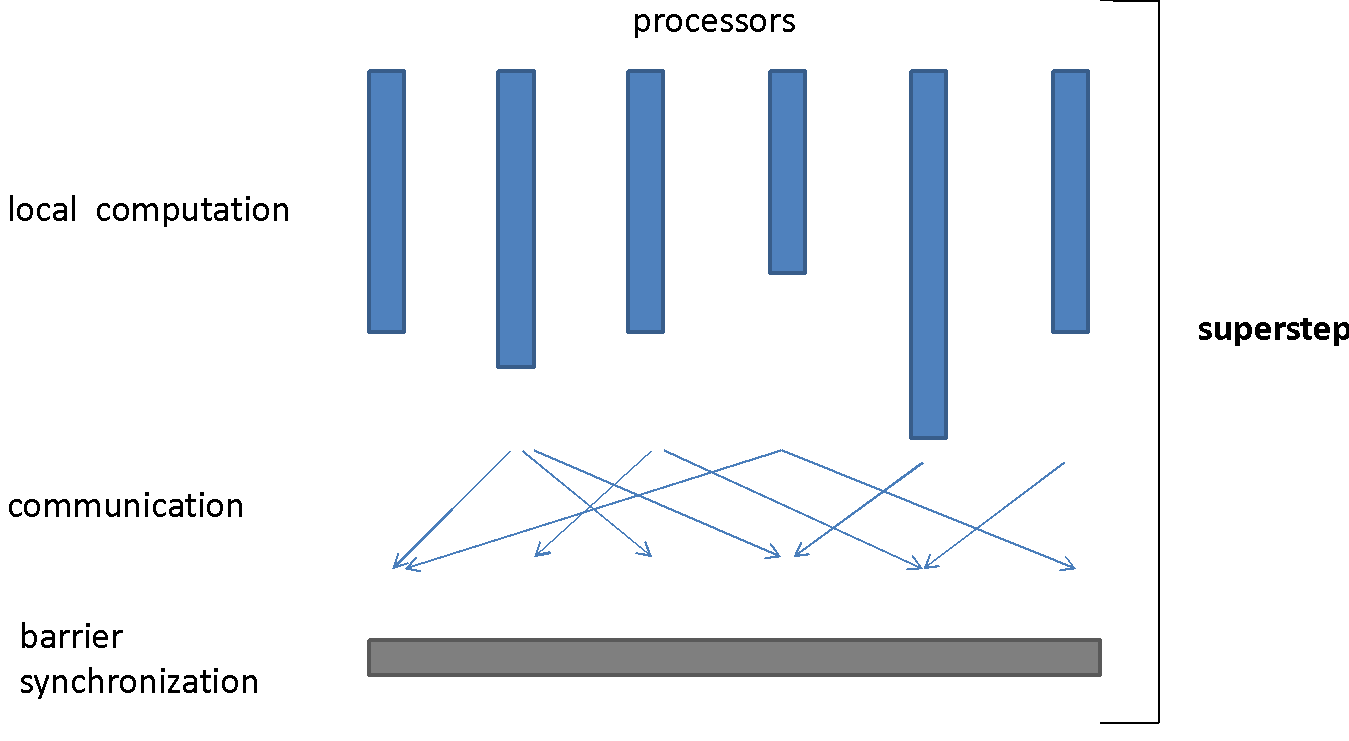 processors
local computation
superstep
communication
barrier
synchronization